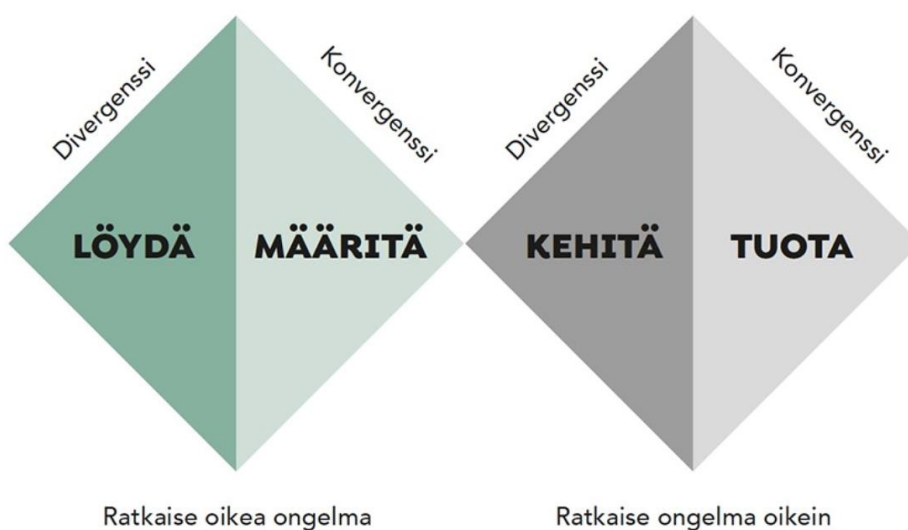 Divergenssi
Konvergenssi
Divergenssi
Konvergenssi
LÖYDÄ
MÄÄRITÄ
KEHITÄ
TUOTA
Ratkaise oikea ongelma
Ratkaise ongelma oikein